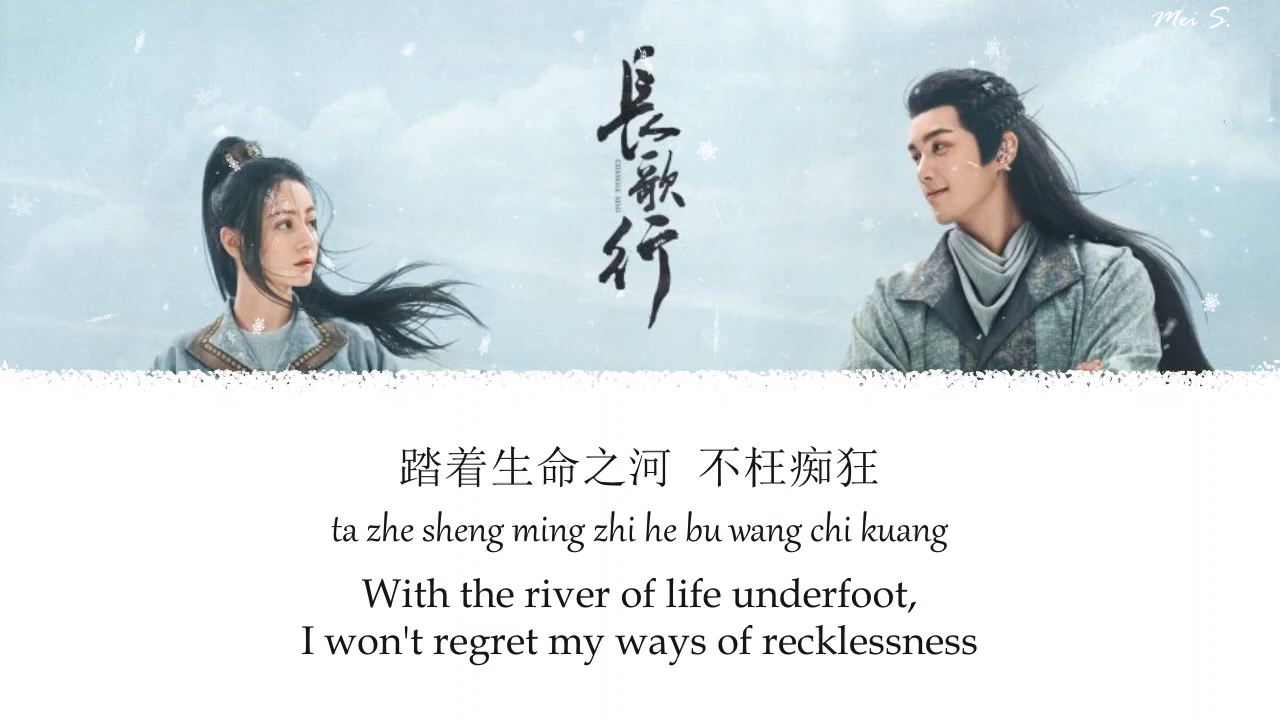 Mei S.
長歌行
CHANGGE XING
踏着生命之河 不枉痴狂
ta zhe sheng ming zhi he bu wang chi kuang
With the river of life underfoot,
I won't regret my ways of recklessness